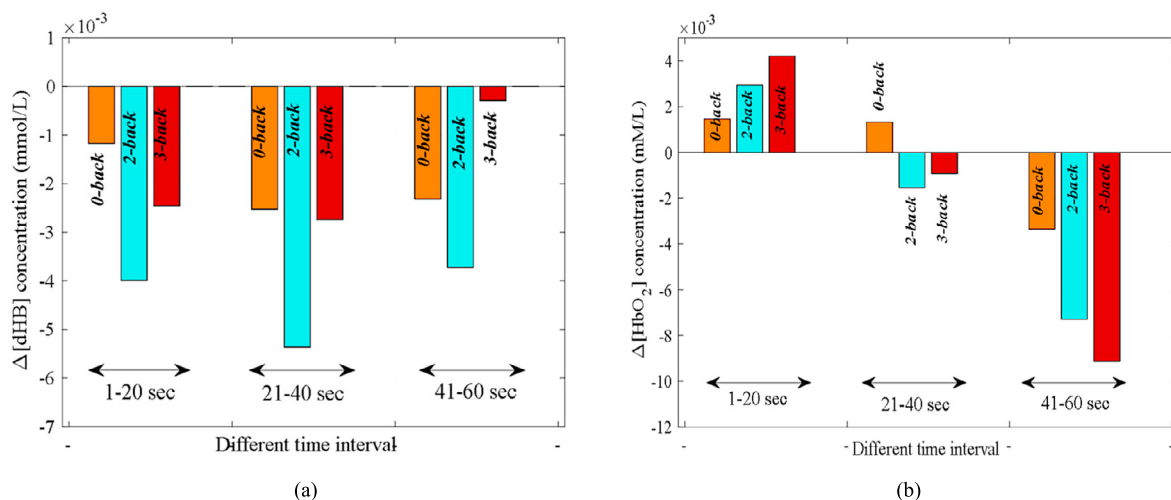 ×10⁻³
1
0
-1
-2
-3
-4
-5
-6
-7
Δ[dHB] concentration (mmol/L)
0-back
2-back
3-back
0-back
2-back
3-back
0-back
2-back
3-back
1-20 sec
21-40 sec
41-60 sec
- - - -
Different time interval
(a)
×10⁻³
4
2
0
-2
-4
-6
-8
-10
-12
Δ[HbO₂] concentration (mM/L)
0-back
2-back
3-back
0-back
2-back
3-back
0-back
2-back
3-back
1-20 sec
21-40 sec
41-60 sec
- - - -
Different time interval
(b)